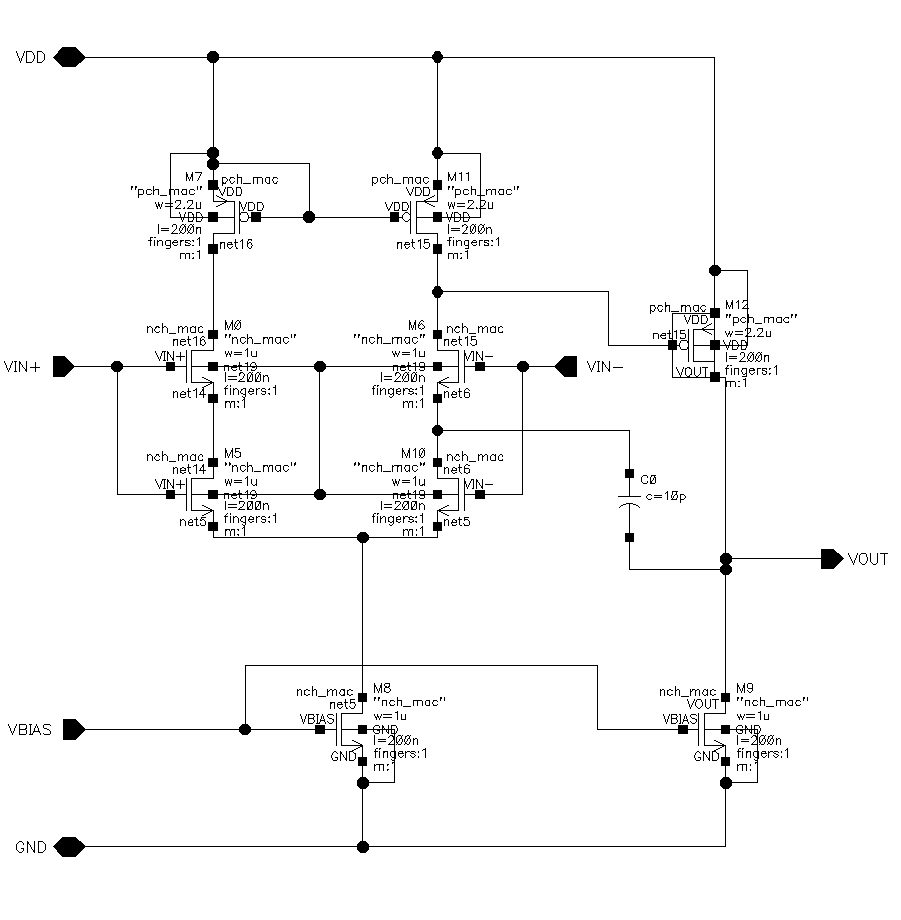 VDD
M7
pch_mac
VDD
"pch_mac"
w=2.2u
VDD
VDD
l=200n
fingers:1
net16
m:1
pch_mac
M11
VDD
"pch_mac"
w=2.2u
VDD
VDD
l=200n
net15
fingers:1
m:1
pch_mac
M12
VDD
"pch_mac"
w=2.2u
net15
VDD
l=200n
fingers:1
VOUT
m:1
nch_mac
M0
net16
"nch_mac"
VIN+
w=1u
net19
l=200n
fingers:1
net14
m:1
M6
nch_mac
"nch_mac"
net15
w=1u
VIN-
net19
l=200n
fingers:1
net6
m:1
VIN+
VIN-
nch_mac
M5
net14
"nch_mac"
VIN+
w=1u
net19
l=200n
fingers:1
net5
m:1
M10
nch_mac
"nch_mac"
net6
w=1u
VIN-
net19
l=200n
fingers:1
net5
m:1
C0
c=10p
VOUT
nch_mac
M8
net5
"nch_mac"
VBIAS
w=1u
GND
l=200n
fingers:1
GND
m:1
nch_mac
M9
VOUT
"nch_mac"
VBIAS
w=1u
GND
l=200n
fingers:1
GND
m:1
VBIAS
GND